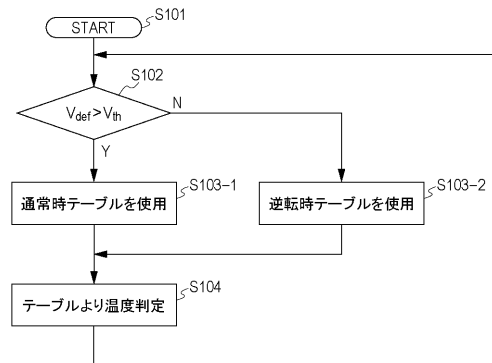 START
S101
S102
V_def>V_th
N
Y
S103-1
通常時テーブルを使用
S103-2
逆転時テーブルを使用
S104
テーブルより温度判定